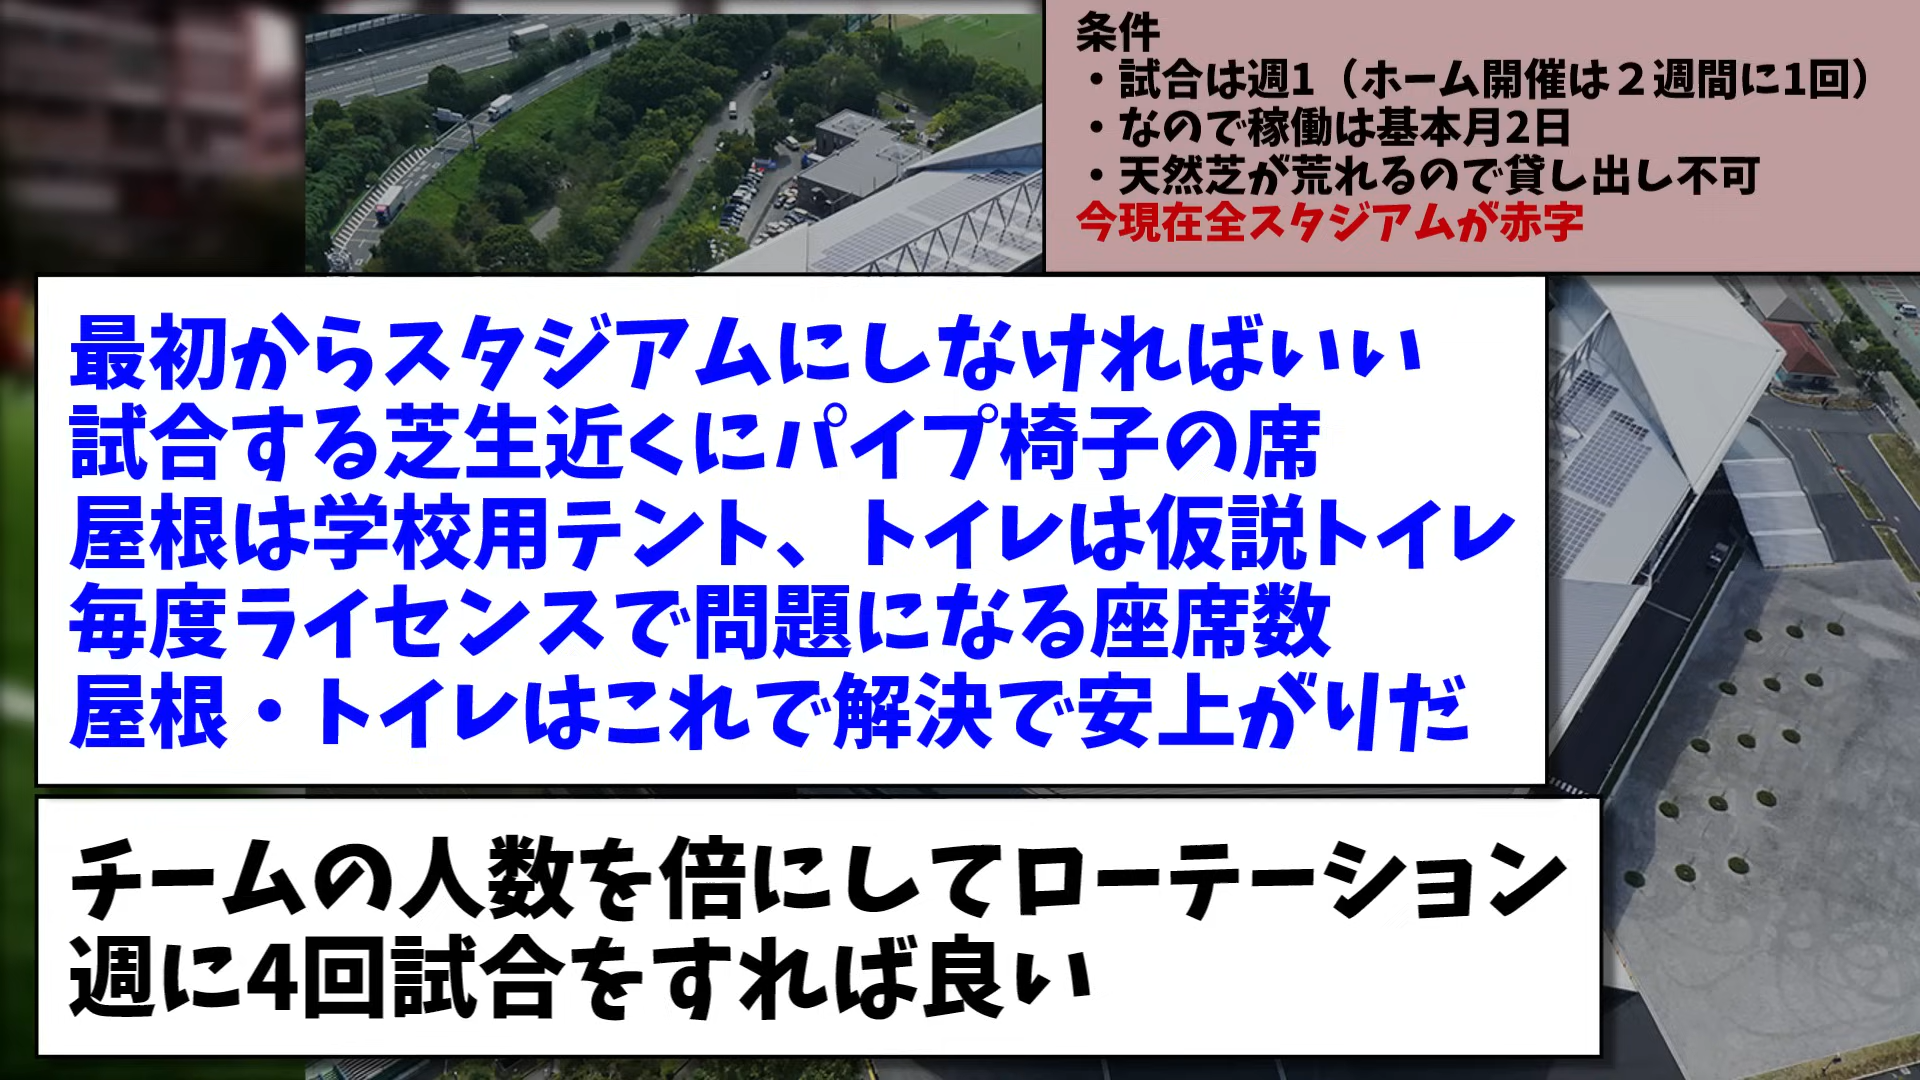 条件
・試合は週1（ホーム開催は２週間に1回）
・なので稼働は基本月2日
・天然芝が荒れるので貸し出し不可
今現在全スタジアムが赤字
最初からスタジアムにしなければいい
試合する芝生近くにパイプ椅子の席
屋根は学校用テント、トイレは仮説トイレ
毎度ライセンスで問題になる座席数
屋根・トイレはこれで解決で安上がりだ
チームの人数を倍にしてローテーション
週に4回試合をすれば良い